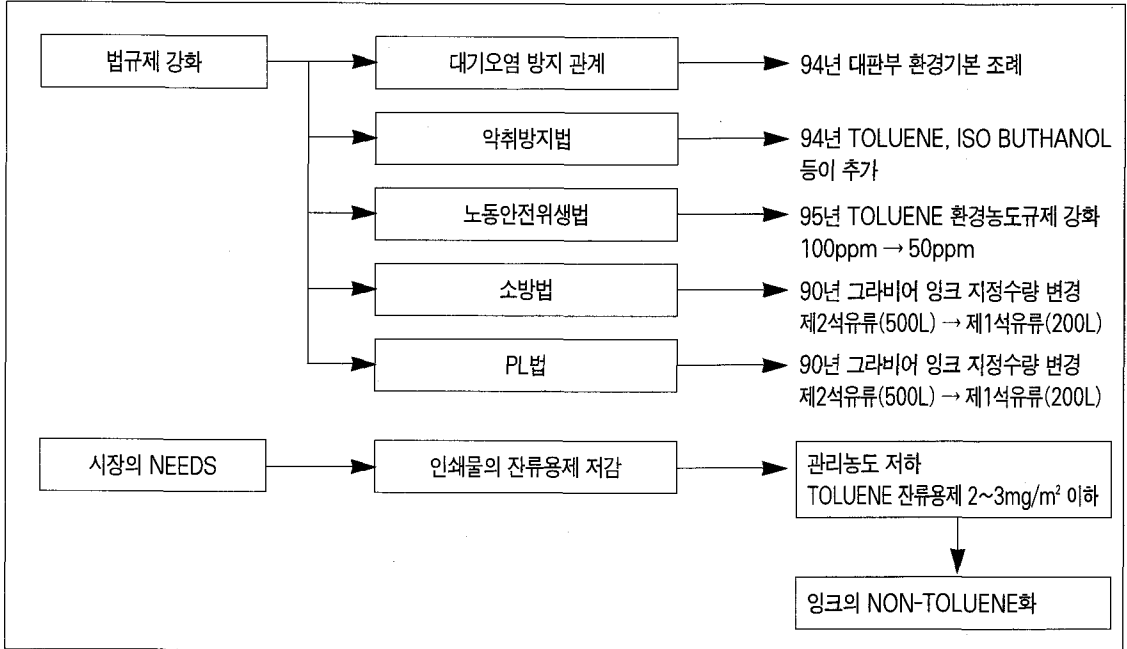 법규제 강화
대기오염 방지 관계
94년 대판부 환경기본 조례
악취방지법
94년 TOLUENE, ISO BUTHANOL
등이 추가
노동안전위생법
95년 TOLUENE 환경농도규제 강화
100ppm → 50ppm
소방법
90년 그라비어 잉크 지정수량 변경
제2석유류(500L) → 제1석유류(200L)
PL법
90년 그라비어 잉크 지정수량 변경
제2석유류(500L) → 제1석유류(200L)
시장의 NEEDS
인쇄물의 잔류용제 저감
관리농도 저하
TOLUENE 잔류용제 2~3mg/m² 이하
잉크의 NON-TOLUENE화